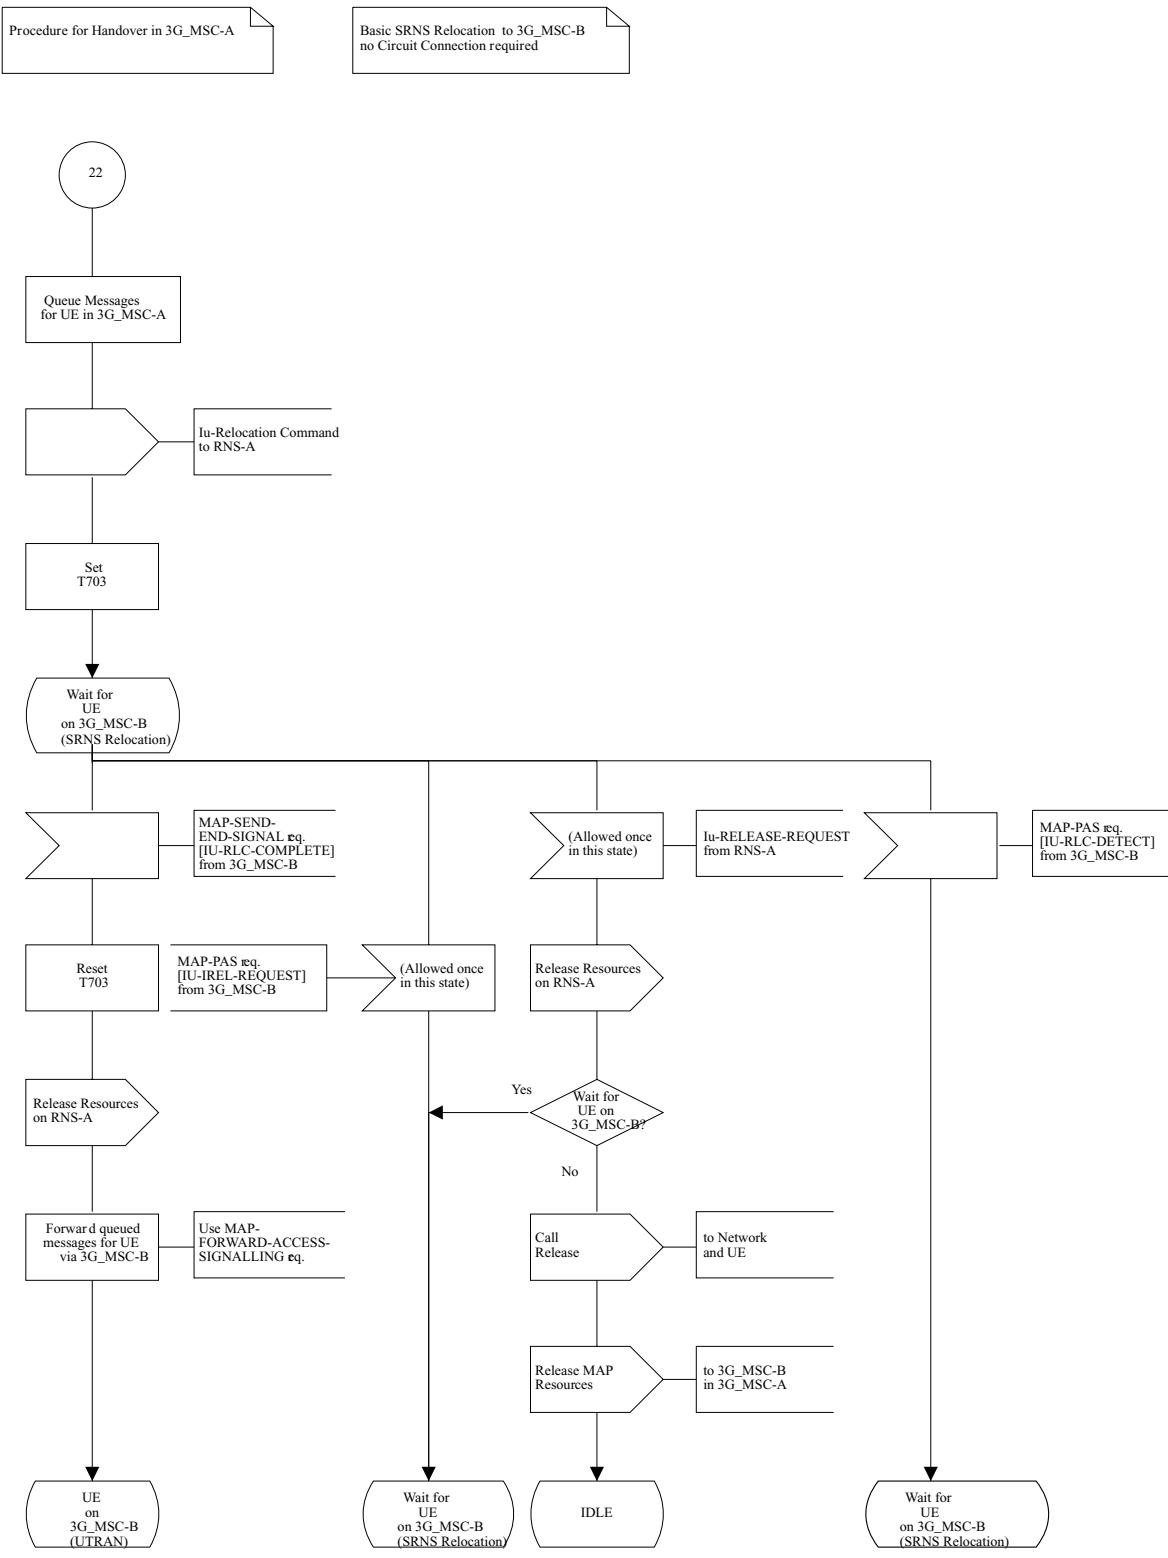 Procedure for Handover in 3G_MSC-A
Basic SRNS Relocation to 3G_MSC-B
no Circuit Connection required
22
Queue Messages
for UE in 3G_MSC-A
Iu-Relocation Command
to RNS-A
Set
T703
Wait for
UE
on 3G_MSC-B
(SRNS Relocation)
MAP-SEND-
END-SIGNAL req.
[IU-RLC-COMPLETE]
from 3G_MSC-B
(Allowed once
in this state)
Iu-RELEASE-REQUEST
from RNS-A
MAP-PAS req.
[IU-RLC-DETECT]
from 3G_MSC-B
Reset
T703
MAP-PAS req.
[IU-IREL-REQUEST]
from 3G_MSC-B
(Allowed once
in this state)
Release Resources
on RNS-A
Release Resources
on RNS-A
Yes
Wait for
UE on
3G_MSC-B?
No
Forward queued
messages for UE
via 3G_MSC-B
Use MAP-
FORWARD-ACCESS-
SIGNALLING req.
Call
Release
to Network
and UE
Release MAP
Resources
to 3G_MSC-B
in 3G_MSC-A
UE
on
3G_MSC-B
(UTRAN)
Wait for
UE
on 3G_MSC-B
(SRNS Relocation)
IDLE
Wait for
UE
on 3G_MSC-B
(SRNS Relocation)